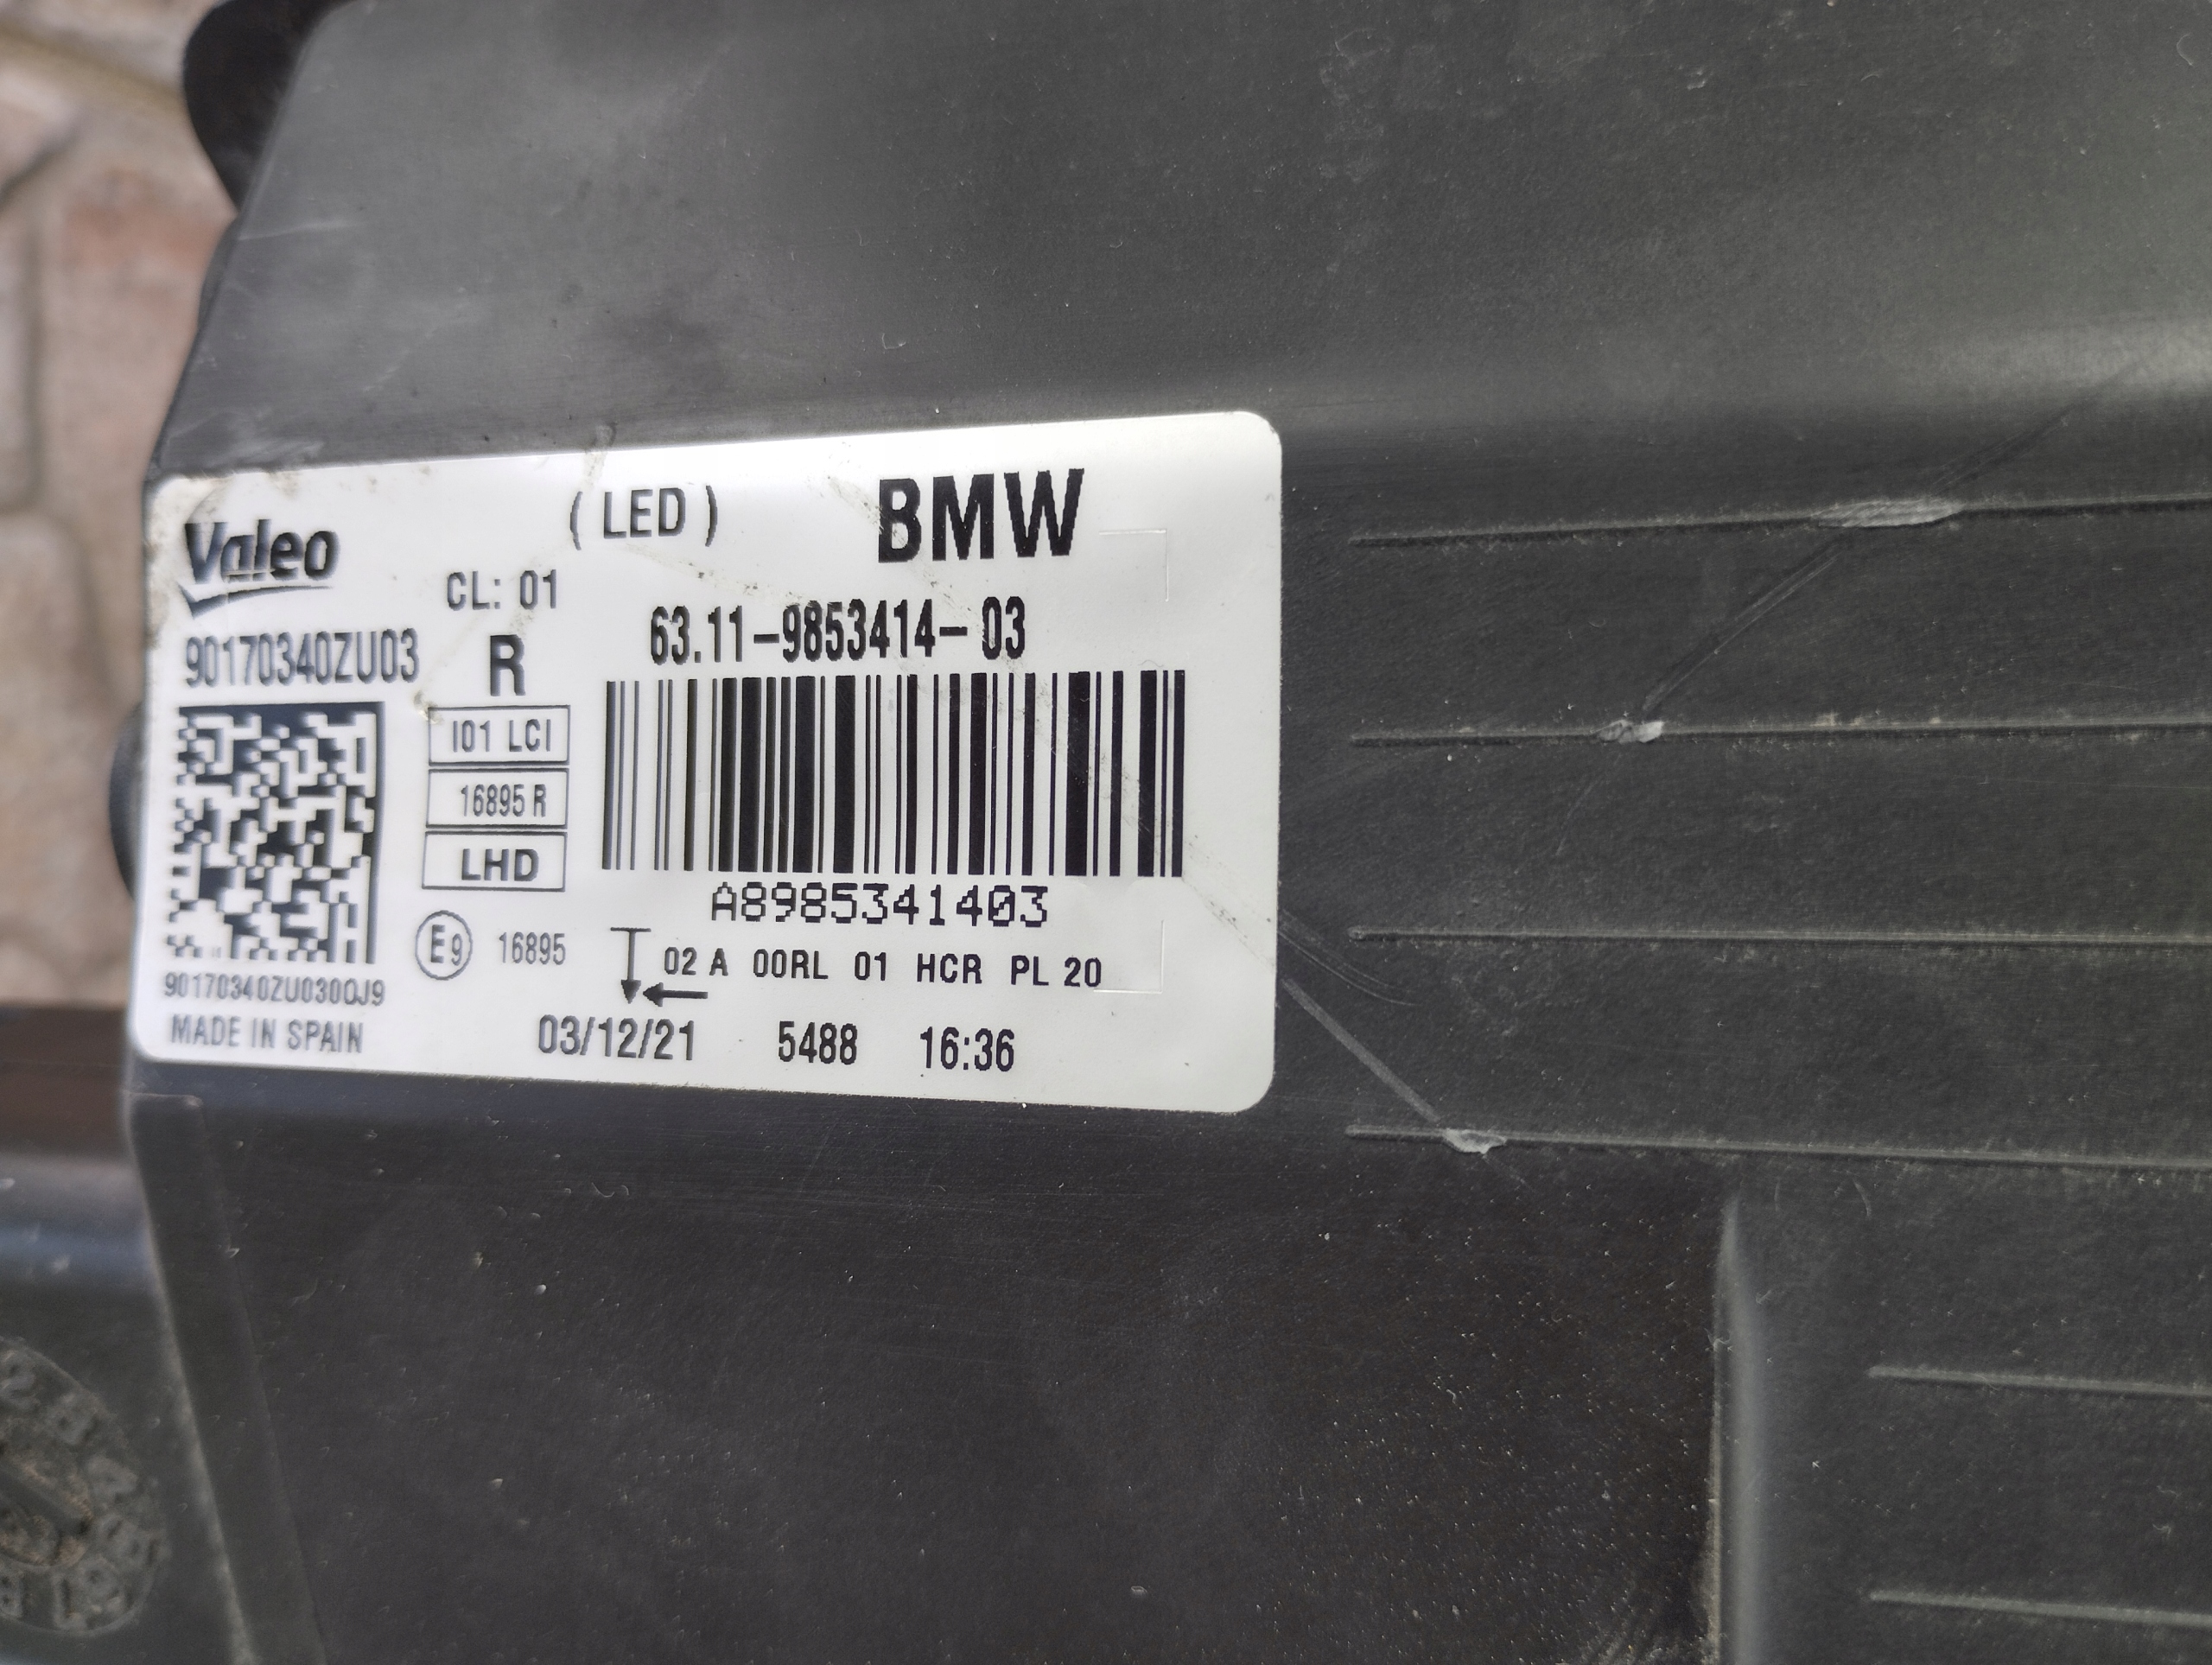 Valeo
( LED )
BMW
CL: 01
63.11-9853414-03
90170340ZU03
R
I01 LCI
16895 R
LHD
A8985341403
E9 16895
02 A 00RL 01 HCR PL 20
90170340ZU0300J9
MADE IN SPAIN
03/12/21 5488 16:36